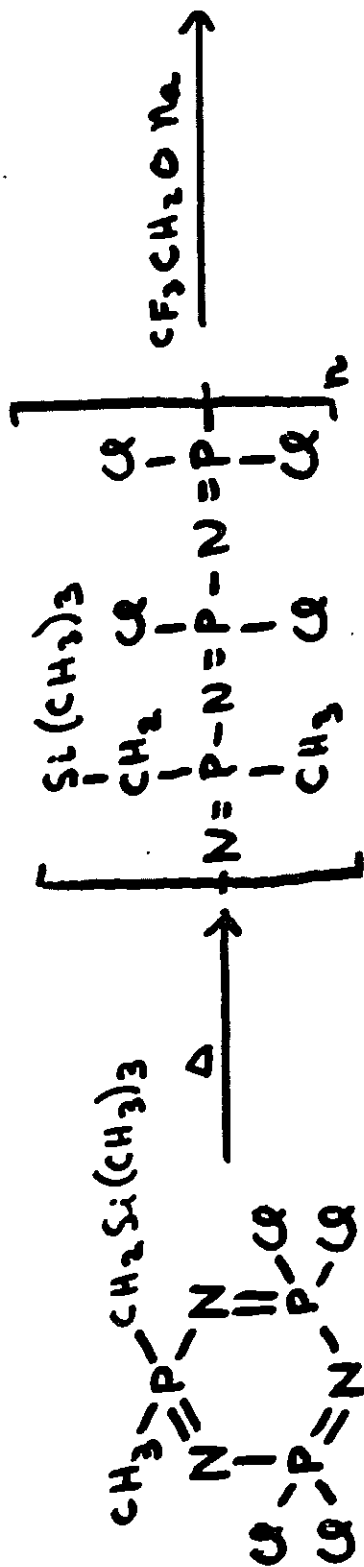 CH₃ CH₂Si(CH₃)₃
P
N N
Cl P P Cl
Cl N Cl
Δ
Si(CH₃)₃
CH₂ Cl Cl
N=P-N=P-N=P
CH₃ Cl Cl
n
CF₃CH₂ONa